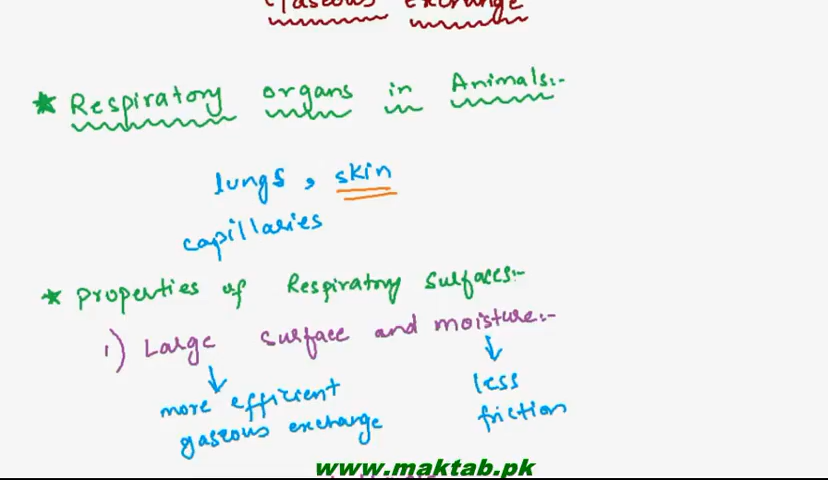 Gaseous exchange
* Respiratory organs in Animals:-
lungs, skin
capillaries
* Properties of Respiratory surfaces:-
1) Large surface and moisture:-
more efficient
gaseous exchange
less
friction
www.maktab.pk